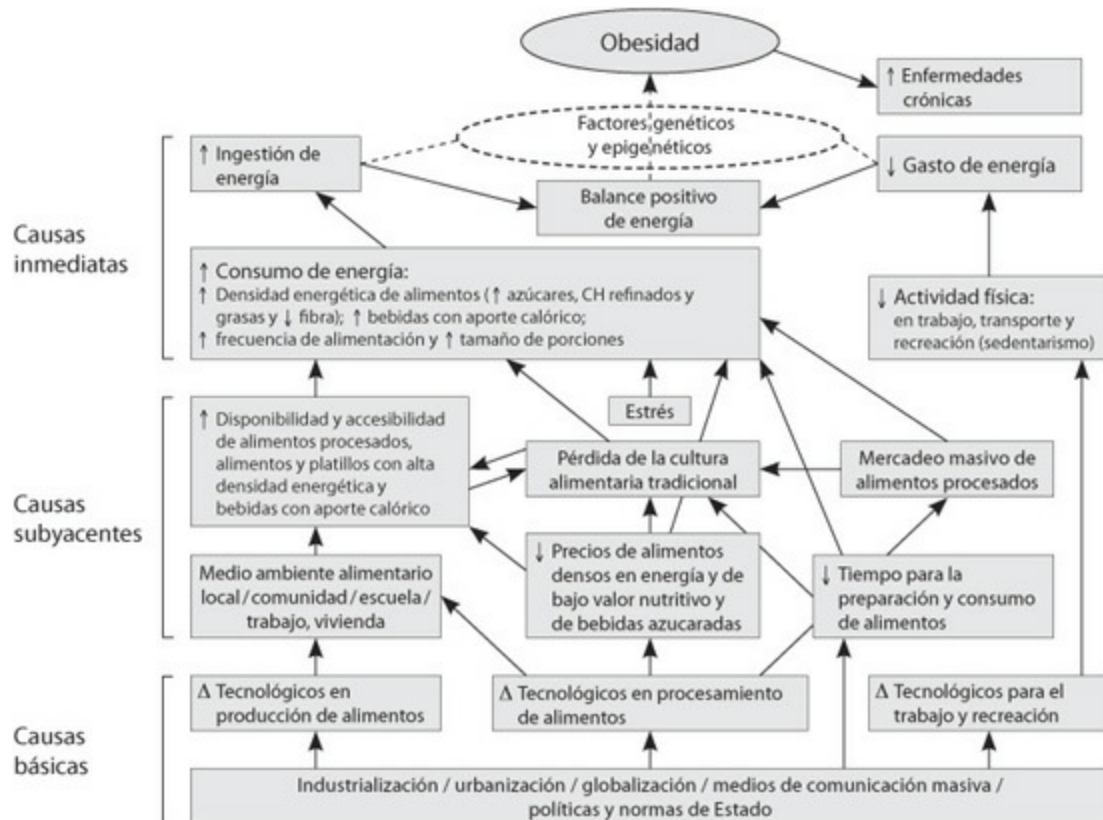 Obesidad
↑ Enfermedades
crónicas
Factores genéticos
y epigenéticos
↑ Ingestión de
energía
Balance positivo
de energía
↓ Gasto de energía
Causas
inmediatas
↑ Consumo de energía:
↑ Densidad energética de alimentos (↑ azúcares, CH refinados y
grasas y ↓ fibra); ↑ bebidas con aporte calórico;
↑ frecuencia de alimentación y ↑ tamaño de porciones
↓ Actividad física:
en trabajo, transporte y
recreación (sedentarismo)
Causas
subyacentes
↑ Disponibilidad y accesibilidad
de alimentos procesados,
alimentos y platillos con alta
densidad energética y
bebidas con aporte calórico
Estrés
Pérdida de la cultura
alimentaria tradicional
Mercadeo masivo de
alimentos procesados
Medio ambiente alimentario
local / comunidad / escuela /
trabajo, vivienda
↓ Precios de alimentos
densos en energía y de
bajo valor nutritivo y
de bebidas azucaradas
↓ Tiempo para la
preparación y consumo
de alimentos
Causas
básicas
Δ Tecnológicos en
producción de alimentos
Δ Tecnológicos en procesamiento
de alimentos
Δ Tecnológicos para el
trabajo y recreación
Industrialización / urbanización / globalización / medios de comunicación masiva /
políticas y normas de Estado